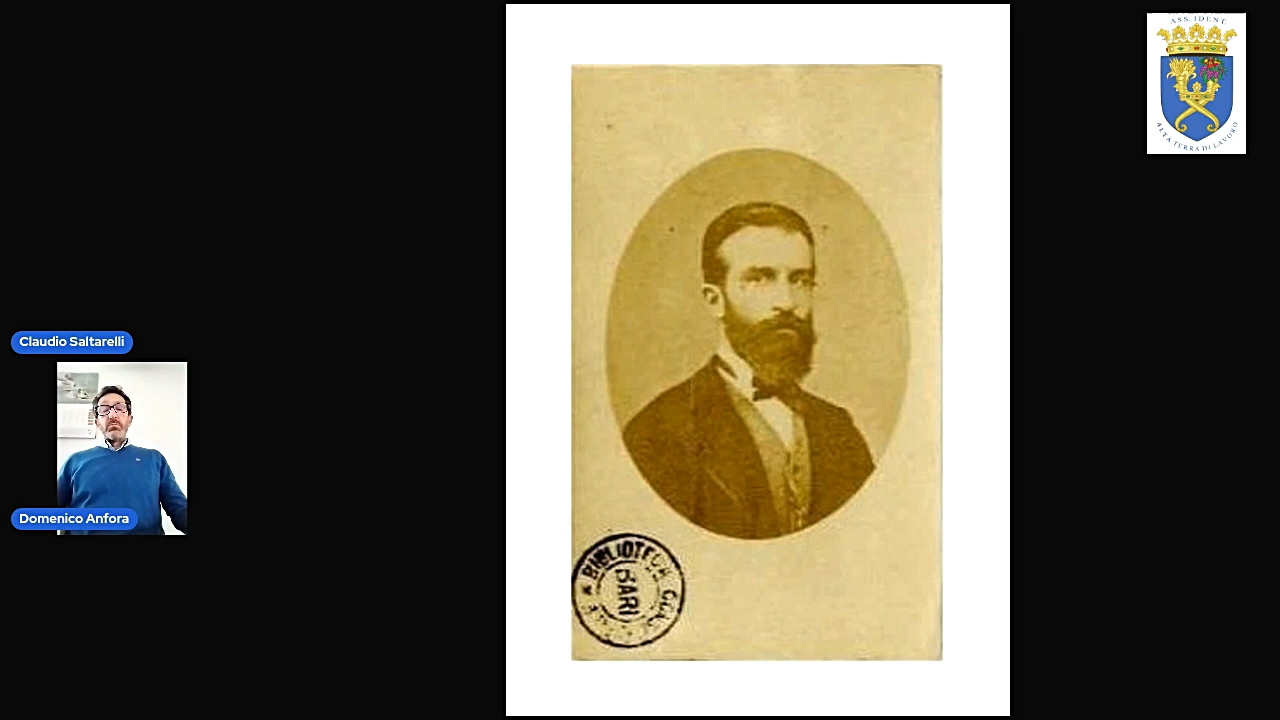 ASS. IDENT.
ALTA TERRA DI LAVORO
Claudio Saltarelli
Domenico Anfora
BIBLIOTECA
BARI